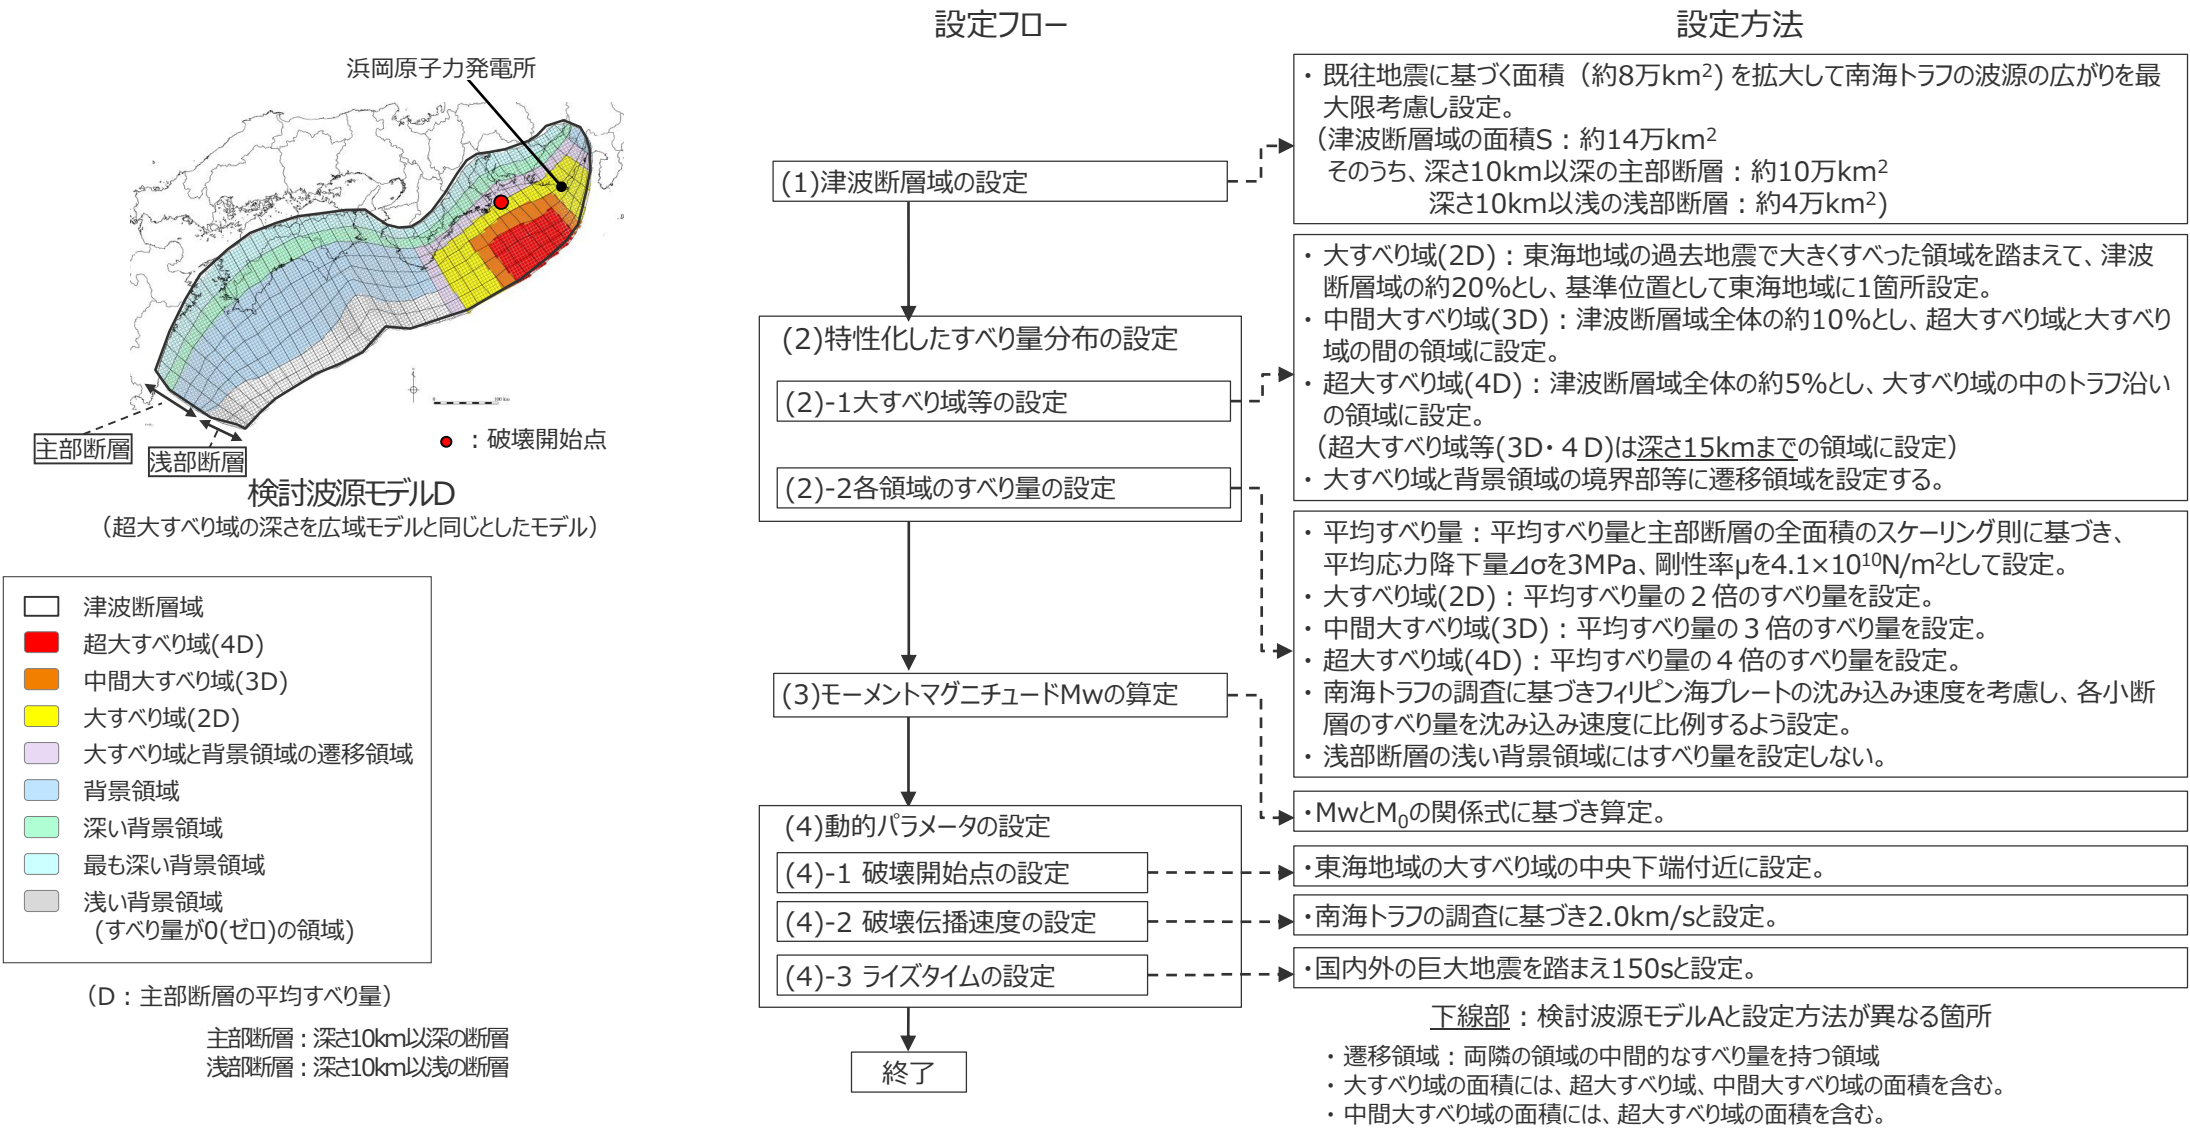 設定フロー
設定方法
浜岡原子力発電所
主部断層
浅部断層
：破壊開始点
検討波源モデルD
（超大すべり域の深さを広域モデルと同じとしたモデル）
津波断層域
超大すべり域(4D)
中間大すべり域(3D)
大すべり域(2D)
大すべり域と背景領域の遷移領域
背景領域
深い背景領域
最も深い背景領域
浅い背景領域
(すべり量が0(ゼロ)の領域)
（D：主部断層の平均すべり量）
主部断層：深さ10km以深の断層
浅部断層：深さ10km以浅の断層
(1)津波断層域の設定
(2)特性化したすべり量分布の設定
(2)-1大すべり域等の設定
(2)-2各領域のすべり量の設定
(3)モーメントマグニチュードMwの算定
(4)動的パラメータの設定
(4)-1 破壊開始点の設定
(4)-2 破壊伝播速度の設定
(4)-3 ライズタイムの設定
終了
・既往地震に基づく面積（約8万km²) を拡大して南海トラフの波源の広がりを最
大限考慮し設定。
（津波断層域の面積S：約14万km²
そのうち、深さ10km以深の主部断層：約10万km²
深さ10km以浅の浅部断層：約4万km²)
・大すべり域(2D)：東海地域の過去地震で大きくすべった領域を踏まえて、津波
断層域の約20%とし、基準位置として東海地域に1箇所設定。
・中間大すべり域(3D)：津波断層域全体の約10%とし、超大すべり域と大すべり
域の間の領域に設定。
・超大すべり域(4D)：津波断層域全体の約5%とし、大すべり域の中のトラフ沿い
の領域に設定。
（超大すべり域等(3D・４D)は深さ15kmまでの領域に設定）
・大すべり域と背景領域の境界部等に遷移領域を設定する。
・平均すべり量：平均すべり量と主部断層の全面積のスケーリング則に基づき、
平均応力降下量⊿σを3MPa、剛性率μを4.1×10¹⁰N/m²として設定。
・大すべり域(2D)：平均すべり量の２倍のすべり量を設定。
・中間大すべり域(3D)：平均すべり量の３倍のすべり量を設定。
・超大すべり域(4D)：平均すべり量の４倍のすべり量を設定。
・南海トラフの調査に基づきフィリピン海プレートの沈み込み速度を考慮し、各小断
層のすべり量を沈み込み速度に比例するよう設定。
・浅部断層の浅い背景領域にはすべり量を設定しない。
・MwとM₀の関係式に基づき算定。
・東海地域の大すべり域の中央下端付近に設定。
・南海トラフの調査に基づき2.0km/sと設定。
・国内外の巨大地震を踏まえ150sと設定。
下線部：検討波源モデルAと設定方法が異なる箇所
・遷移領域：両隣の領域の中間的なすべり量を持つ領域
・大すべり域の面積には、超大すべり域、中間大すべり域の面積を含む。
・中間大すべり域の面積には、超大すべり域の面積を含む。